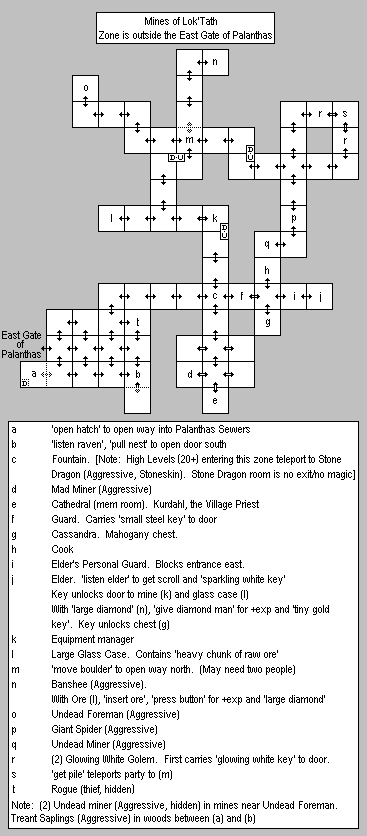 Mines of Lok'Tath
Zone is outside the East Gate of Palanthas
n
o
r s
m r
D U
D
U
l k
p
D
U
q
h
c f i j
East Gate
of
Palanthas
t
g
a b d
D
e
a 'open hatch' to open way into Palanthas Sewers
b 'listen raven', 'pull nest' to open door south
c Fountain. [Note: High Levels (20+) entering this zone teleport to Stone
Dragon (Aggressive, Stoneskin). Stone Dragon room is no exit/no magic]
d Mad Miner (Aggressive)
e Cathedral (mem room). Kurdahl, the Village Priest
f Guard. Carries 'small steel key' to door
g Cassandra. Mahogany chest.
h Cook
i Elder's Personal Guard. Blocks entrance east.
j Elder. 'listen elder' to get scroll and 'sparkling white key'
Key unlocks door to mine (k) and glass case (l)
With 'large diamond' (n), 'give diamond man' for +exp and 'tiny gold
key'. Key unlocks chest (g)
k Equipment manager
l Large Glass Case. Contains 'heavy chunk of raw ore'
m 'move boulder' to open way north. (May need two people)
n Banshee (Aggressive).
With Ore (l), 'insert ore', 'press button' for +exp and 'large diamond'
o Undead Foreman (Aggressive)
p Giant Spider (Aggressive)
q Undead Miner (Aggressive)
r (2) Glowing White Golem. First carries 'glowing white key' to door.
s 'get pile' teleports party to (m)
t Rogue (thief, hidden)
Note: (2) Undead miner (Aggressive, hidden) in mines near Undead Foreman.
Treant Saplings (Aggressive) in woods between (a) and (b)